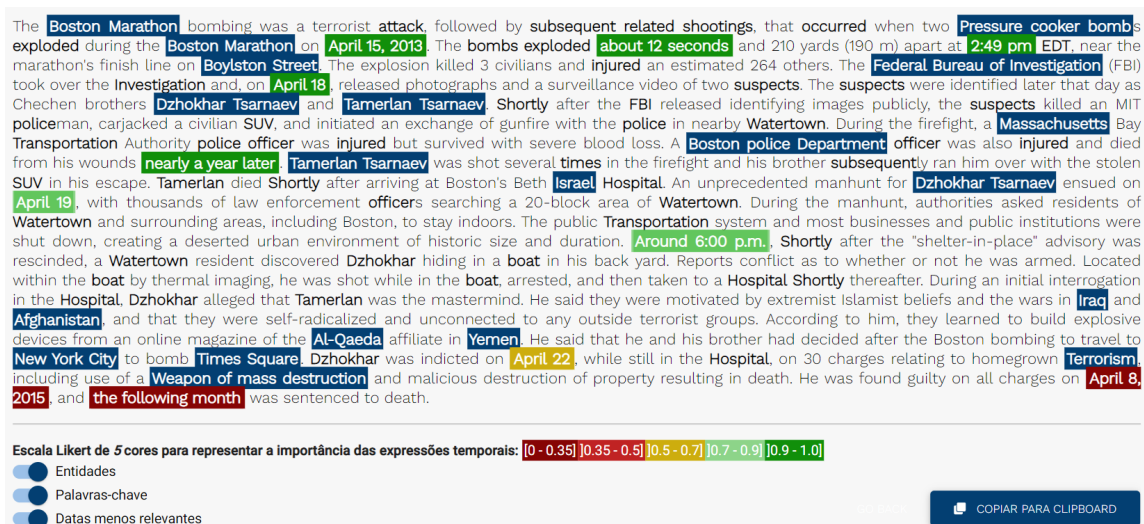 The Boston Marathon bombing was a terrorist attack, followed by subsequent related shootings, that occurred when two Pressure cooker bombs
exploded during the Boston Marathon on April 15, 2013. The bombs exploded about 12 seconds and 210 yards (190 m) apart at 2:49 pm EDT, near the
marathon's finish line on Boylston Street. The explosion killed 3 civilians and injured an estimated 264 others. The Federal Bureau of Investigation (FBI)
took over the Investigation and, on April 18, released photographs and a surveillance video of two suspects. The suspects were identified later that day as
Chechen brothers Dzhokhar Tsarnaev and Tamerlan Tsarnaev. Shortly after the FBI released identifying images publicly, the suspects killed an MIT
policeman, carjacked a civilian SUV, and initiated an exchange of gunfire with the police in nearby Watertown. During the firefight, a Massachusetts Bay
Transportation Authority police officer was injured but survived with severe blood loss. A Boston police Department officer was also injured and died
from his wounds nearly a year later. Tamerlan Tsarnaev was shot several times in the firefight and his brother subsequently ran him over with the stolen
SUV in his escape. Tamerlan died Shortly after arriving at Boston's Beth Israel Hospital. An unprecedented manhunt for Dzhokhar Tsarnaev ensued on
April 19, with thousands of law enforcement officers searching a 20-block area of Watertown. During the manhunt, authorities asked residents of
Watertown and surrounding areas, including Boston, to stay indoors. The public Transportation system and most businesses and public institutions were
shut down, creating a deserted urban environment of historic size and duration. Around 6:00 p.m., Shortly after the "shelter-in-place" advisory was
rescinded, a Watertown resident discovered Dzhokhar hiding in a boat in his back yard. Reports conflict as to whether or not he was armed. Located
within the boat by thermal imaging, he was shot while in the boat, arrested, and then taken to a Hospital Shortly thereafter. During an initial interrogation
in the Hospital, Dzhokhar alleged that Tamerlan was the mastermind. He said they were motivated by extremist Islamist beliefs and the wars in Iraq and
Afghanistan, and that they were self-radicalized and unconnected to any outside terrorist groups. According to him, they learned to build explosive
devices from an online magazine of the Al-Qaeda affiliate in Yemen. He said that he and his brother had decided after the Boston bombing to travel to
New York City to bomb Times Square. Dzhokhar was indicted on April 22, while still in the Hospital, on 30 charges relating to homegrown Terrorism,
including use of a Weapon of mass destruction and malicious destruction of property resulting in death. He was found guilty on all charges on April 8,
2015, and the following month was sentenced to death.
Escala Likert de 5 cores para representar a importância das expressões temporais: [0 - 0.35] ]0.35 - 0.5] ]0.5 - 0.7] ]0.7 - 0.9] ]0.9 - 1.0]
Entidades
Palavras-chave
Datas menos relevantes
COPIAR PARA CLIPBOARD